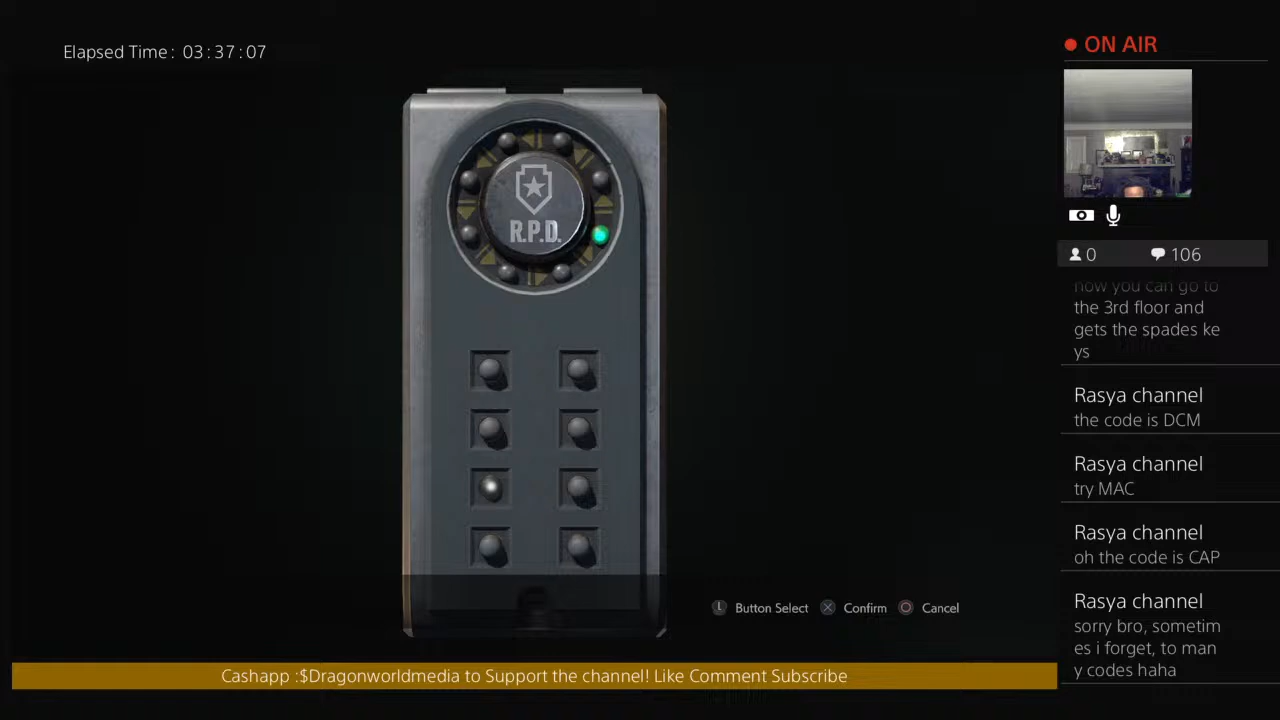 Elapsed Time: 03:37:07
ON AIR
R.P.D.
0 106
now you can go to
the 3rd floor and
gets the spades ke
ys
Rasya channel
the code is DCM
Rasya channel
try MAC
Rasya channel
oh the code is CAP
Rasya channel
sorry bro, sometim
es i forget, to man
y codes haha
L Button Select Confirm Cancel
Cashapp :$Dragonworldmedia to Support the channel! Like Comment Subscribe